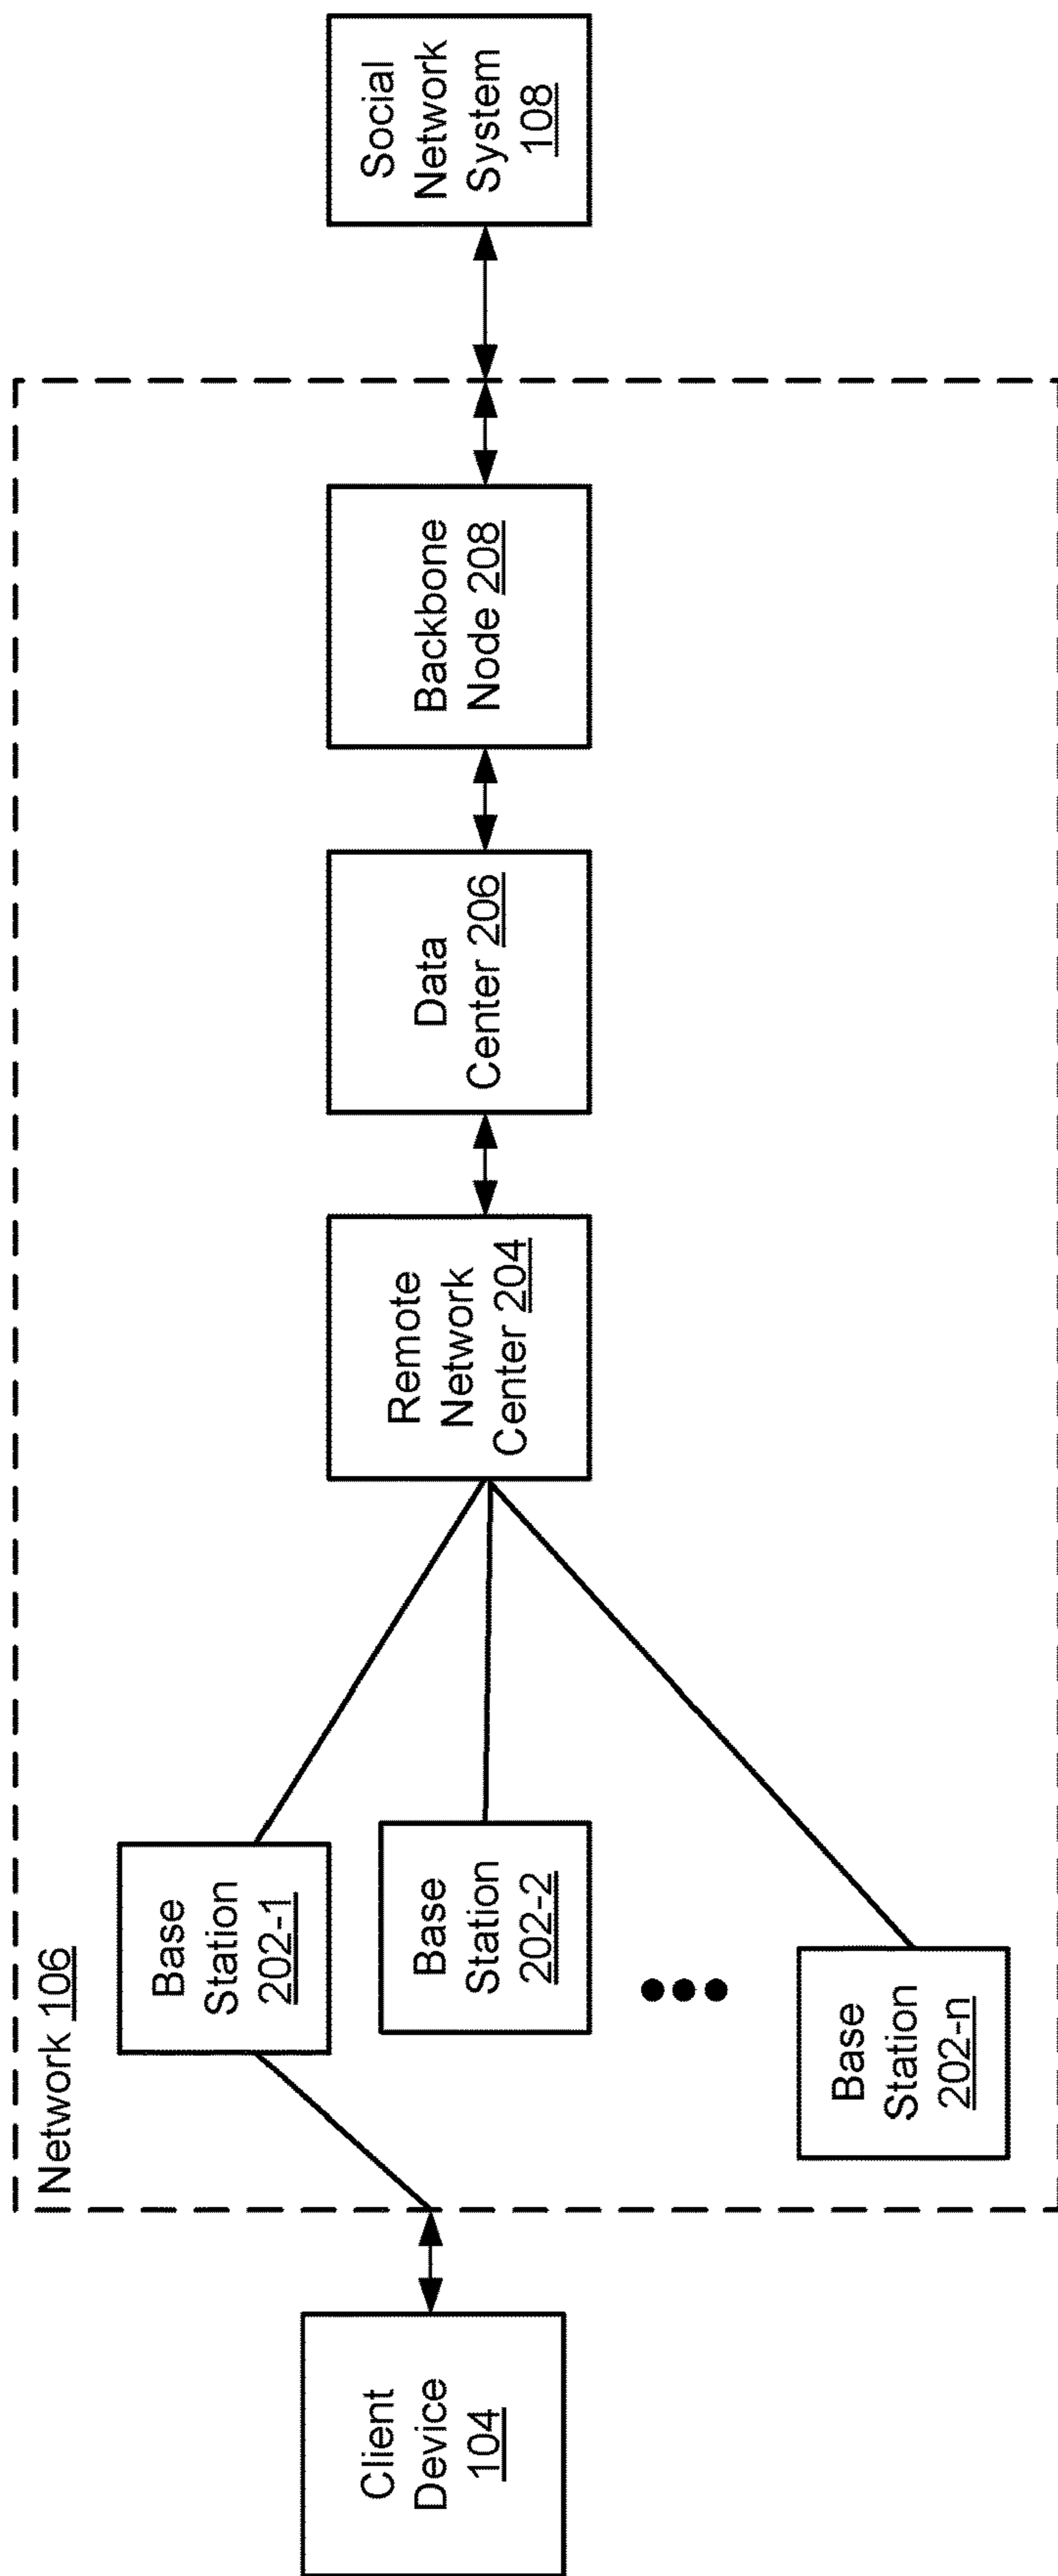 Network 106
Client
Device
104
Base
Station
202-1
Base
Station
202-2
Base
Station
202-n
Remote
Network
Center 204
Data
Center 206
Backbone
Node 208
Social
Network
System
108